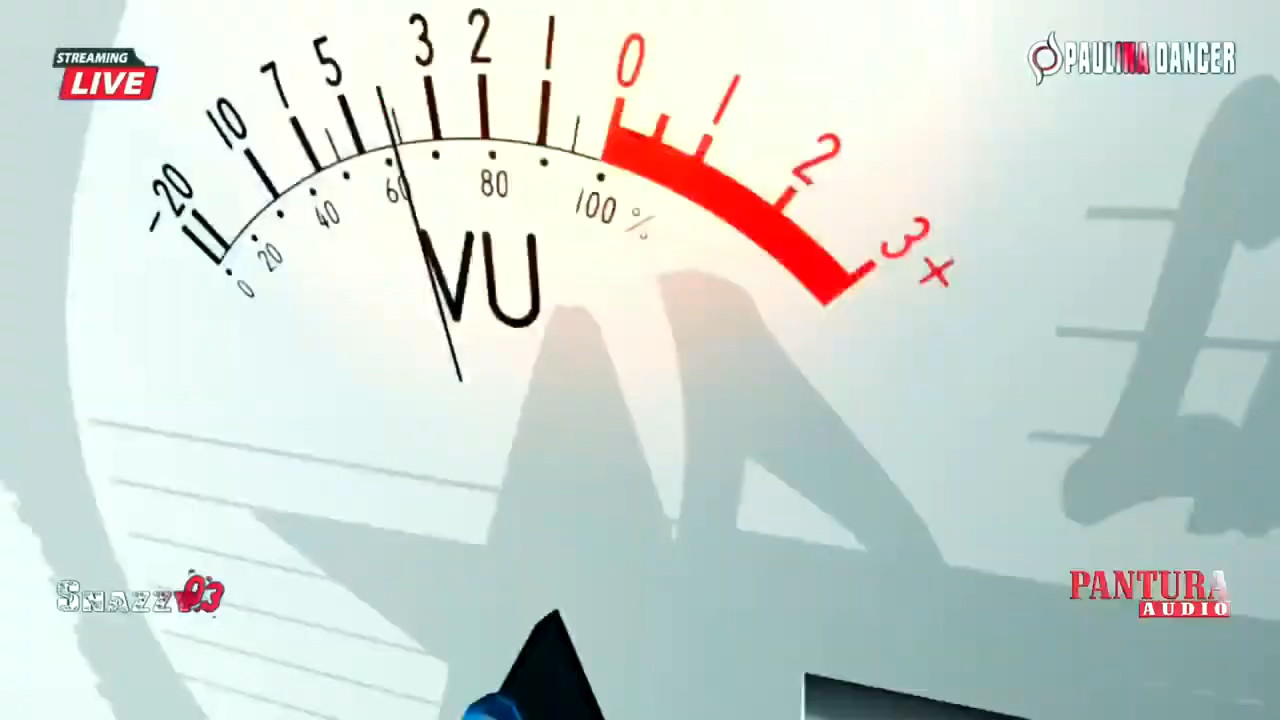 STREAMING
LIVE
PAULINA DANCER
-20 10 7 5 3 2 1 0 1 2 3 +
0 20 40 60 80 100 %
VU
SNAZZY93
PANTURA
AUDIO